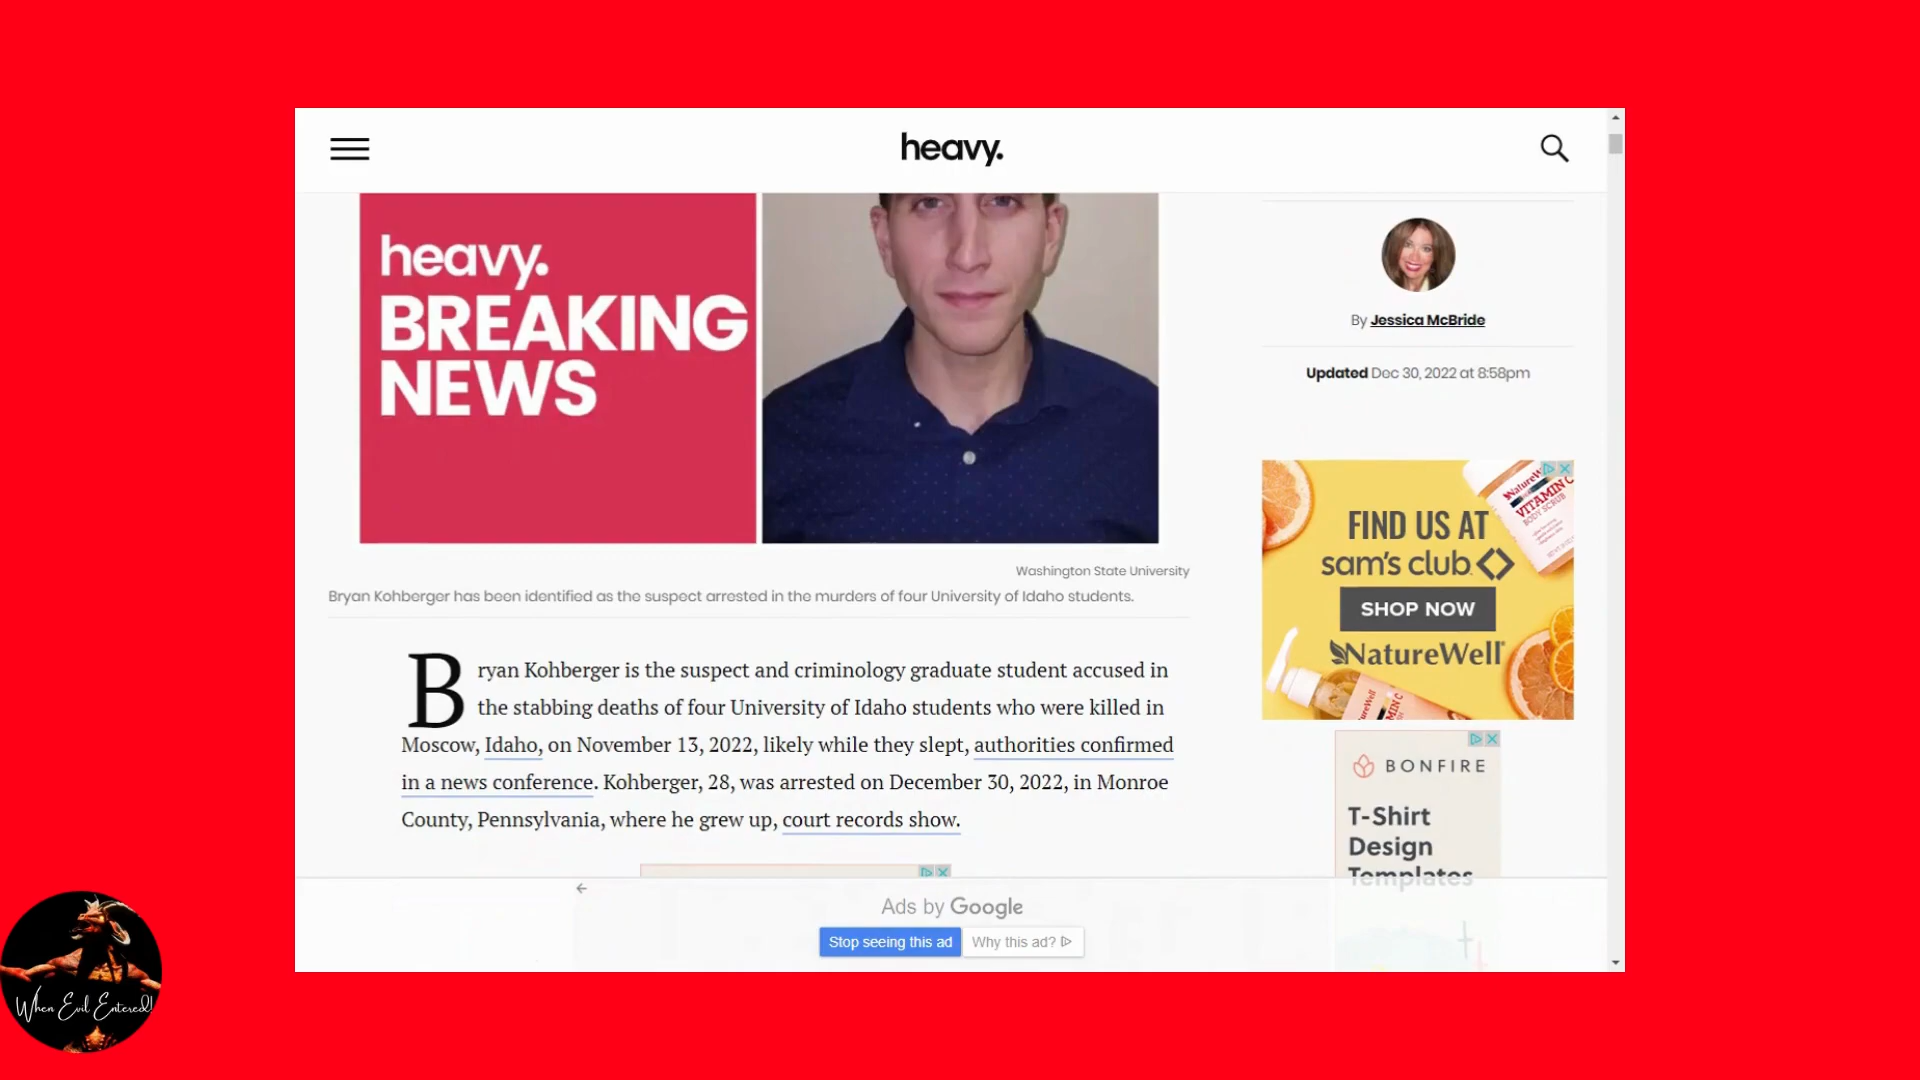 heavy.
heavy.
BREAKING
NEWS
Washington State University
Bryan Kohberger has been identified as the suspect arrested in the murders of four University of Idaho students.
Bryan Kohberger is the suspect and criminology graduate student accused in
the stabbing deaths of four University of Idaho students who were killed in
Moscow, Idaho, on November 13, 2022, likely while they slept, authorities confirmed
in a news conference. Kohberger, 28, was arrested on December 30, 2022, in Monroe
County, Pennsylvania, where he grew up, court records show.
By Jessica McBride
Updated Dec 30, 2022 at 8:58pm
NatureWell
VITAMIN C
BODY SCRUB
FIND US AT
sam's club
SHOP NOW
NatureWell
BONFIRE
T-Shirt
Design
Templates
Ads by Google
Stop seeing this ad
Why this ad?
When Evil Entered!